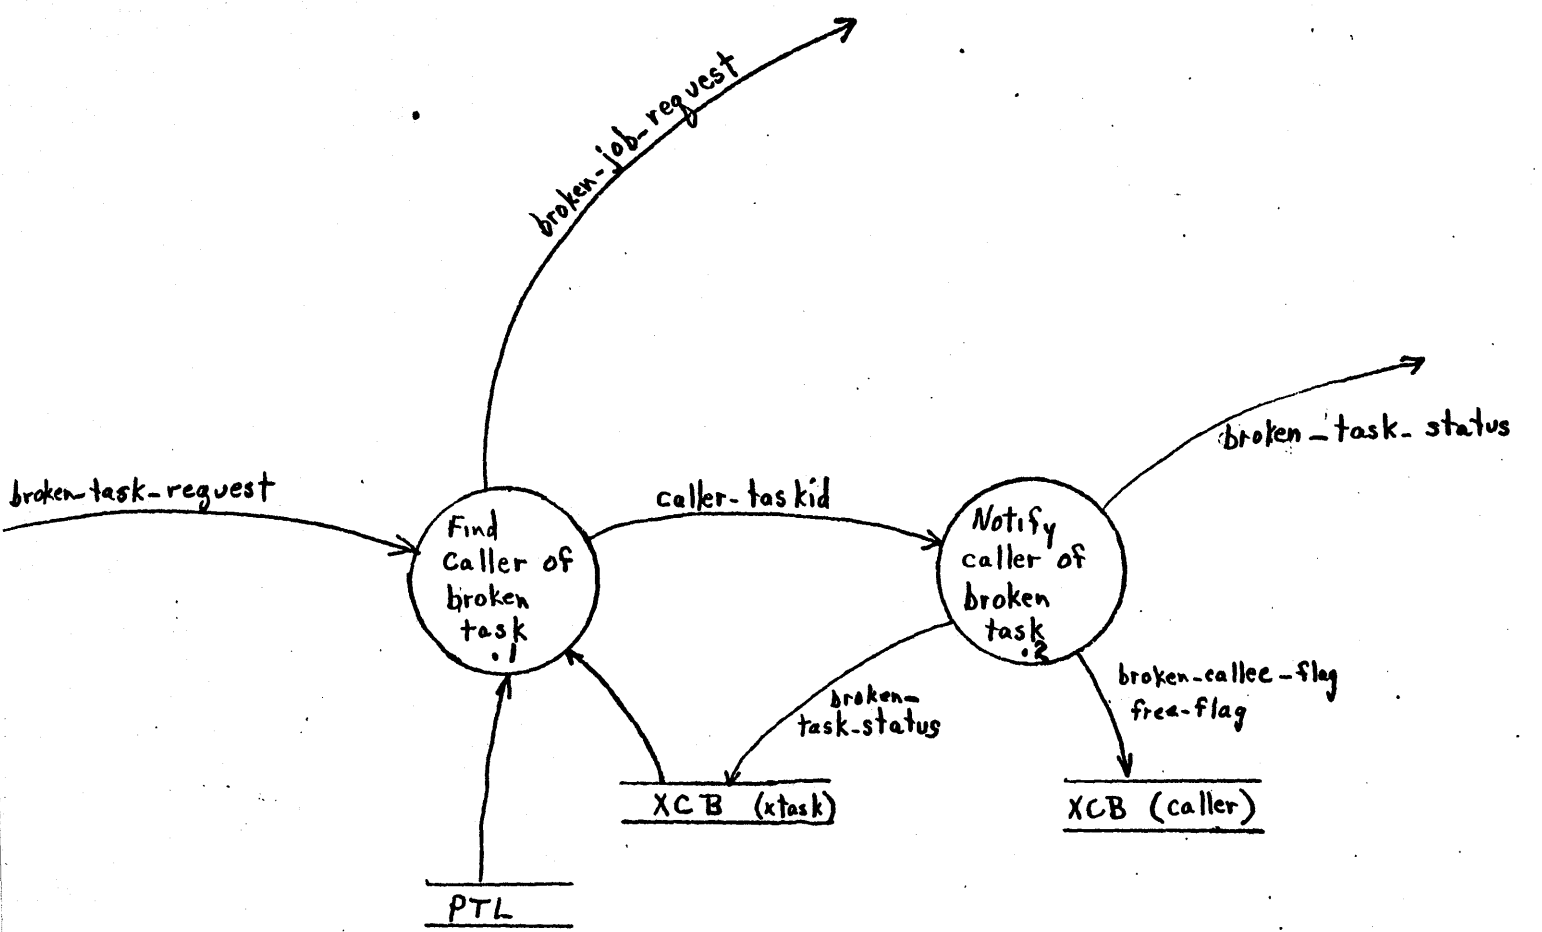 broken-job-request
broken-task-status
broken-task-request
caller-taskid
Find
Caller of
broken
task
.1
Notify
caller of
broken
task
.2
broken-
task-status
broken-callee-flag
free-flag
XCB (xtask)
XCB (caller)
PTL